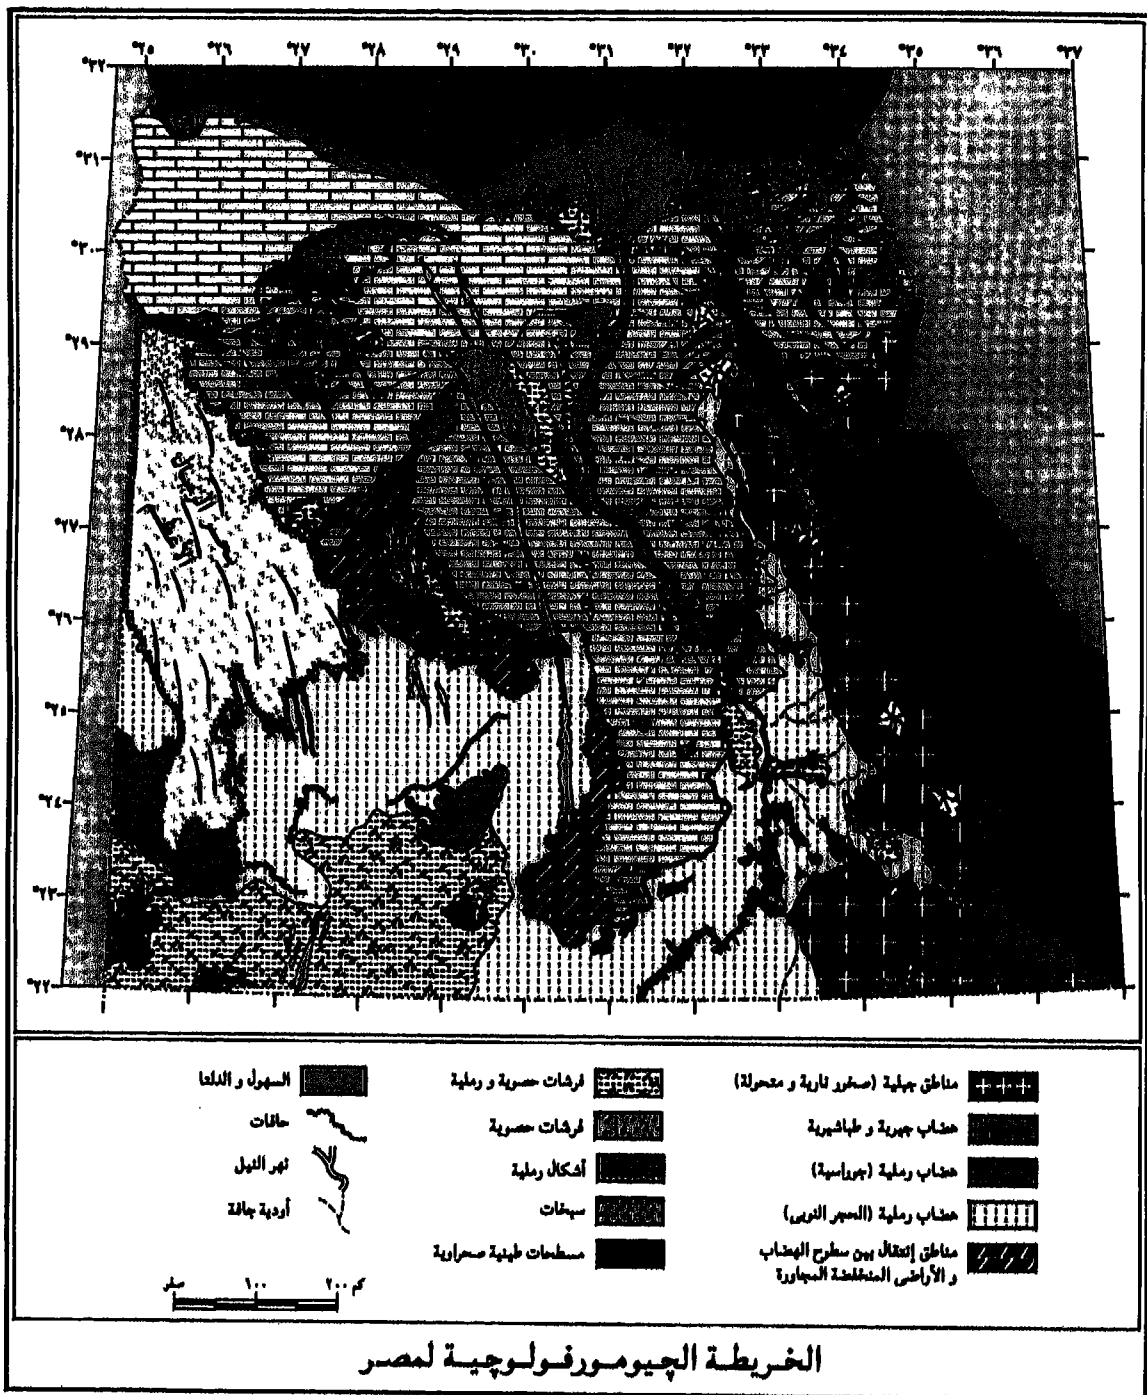 °٢٥ °٢٦ °٢٧ °٢٨ °٢٩ °٣٠ °٣١ °٣٢ °٣٣ °٣٤ °٣٥ °٣٦ °٣٧
°٣٢
°٣١
°٣٠
°٢٩
°٢٨
°٢٧
°٢٦
°٢٥
°٢٤
°٢٣
°٢٢
مناطق جبلية (صخور نارية و متحولة)
هضاب جيرية و طباشيرية
هضاب رملية (جوراسية)
هضاب رملية (الحجر النوبى)
مناطق إنتقال بين سطوح الهضاب
و الأراضى المنخفضة المجاورة
فرشات حصوية و رملية
فرشات حصوية
أشكال رملية
سبخات
مسطحات طينية صحراوية
السهول و الدلتا
حافات
نهر النيل
أودية جافة
صفر ١٠٠ ٢٠٠ كم
الخريطة الچيومورفولوچية لمصر